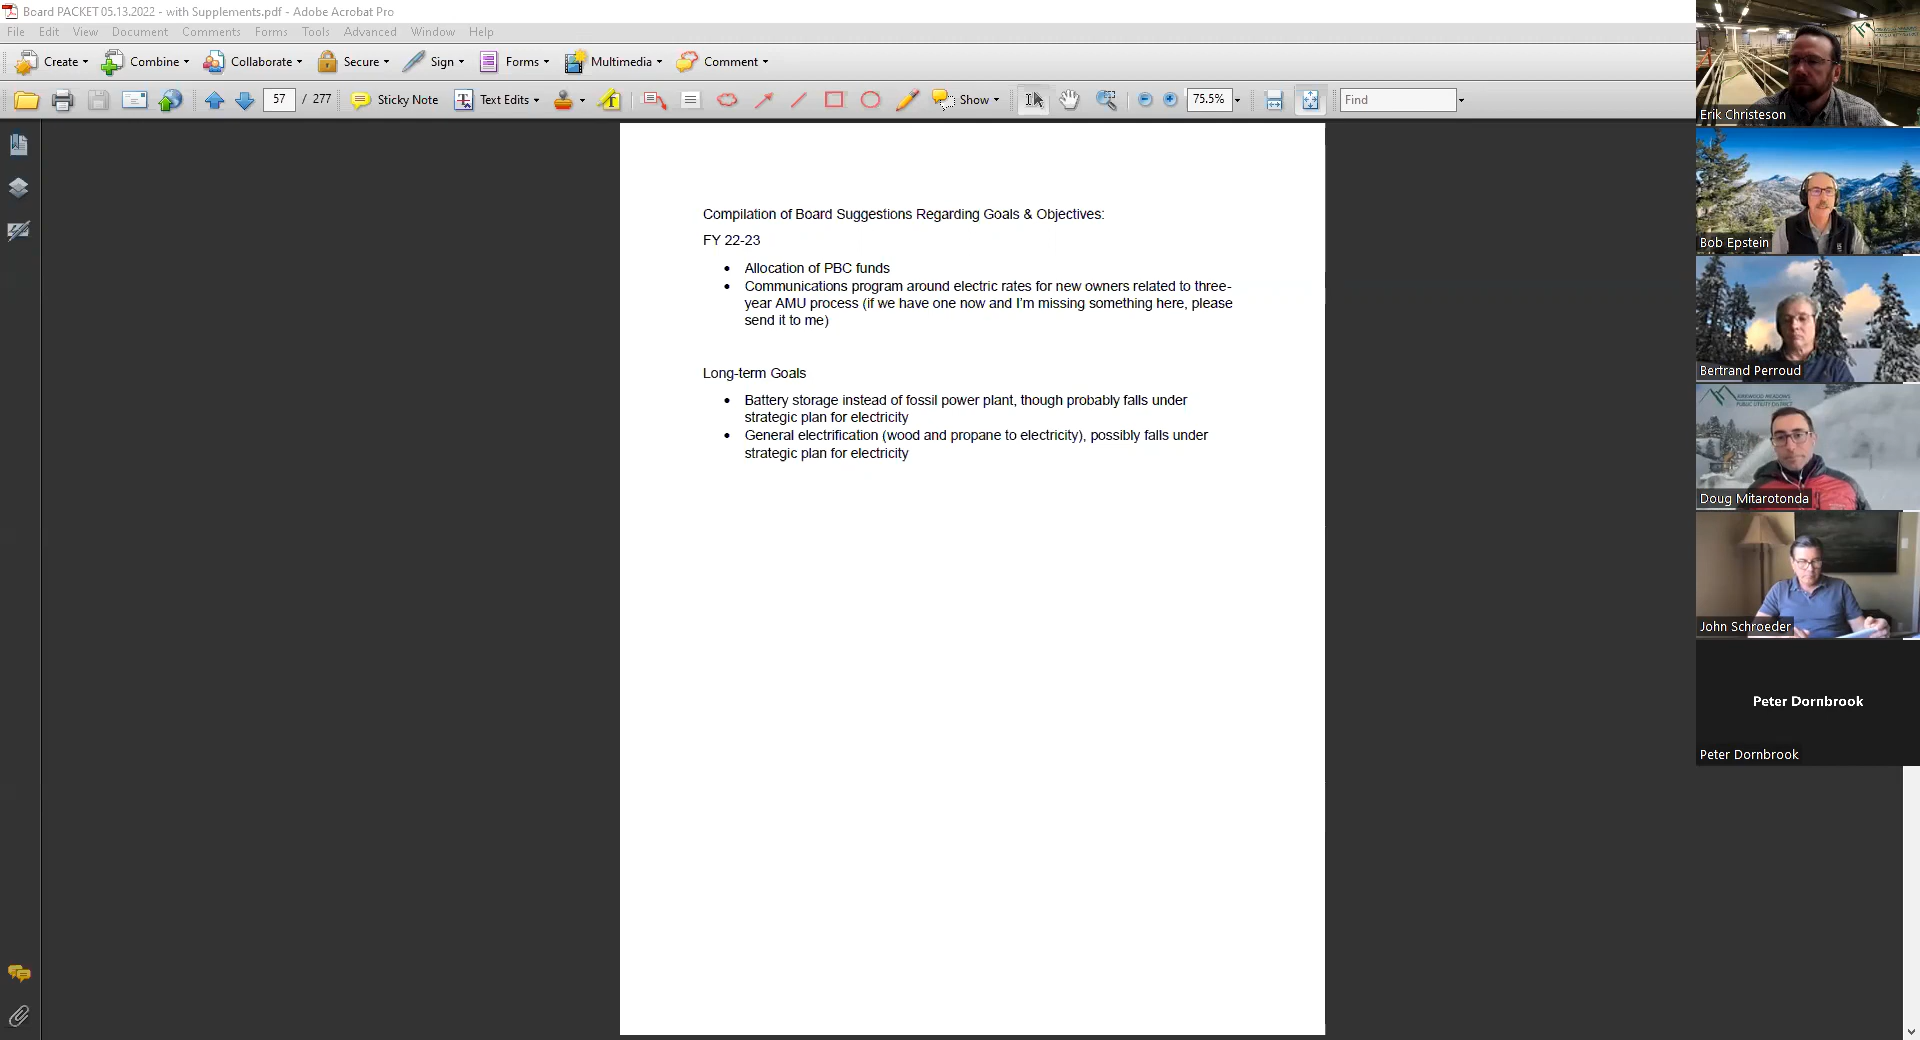 Board PACKET 05.13.2022 - with Supplements.pdf - Adobe Acrobat Pro
File Edit View Document Comments Forms Tools Advanced Window Help
Create Combine Collaborate Secure Sign Forms Multimedia Comment
57 / 277 Sticky Note Text Edits Show 75.5% Find
Compilation of Board Suggestions Regarding Goals & Objectives:
FY 22-23
• Allocation of PBC funds
• Communications program around electric rates for new owners related to three-
year AMU process (if we have one now and I'm missing something here, please
send it to me)
Long-term Goals
• Battery storage instead of fossil power plant, though probably falls under
strategic plan for electricity
• General electrification (wood and propane to electricity), possibly falls under
strategic plan for electricity
Erik Christeson
Bob Epstein
Bertrand Perroud
Doug Mitarotonda
John Schroeder
Peter Dornbrook
Peter Dornbrook